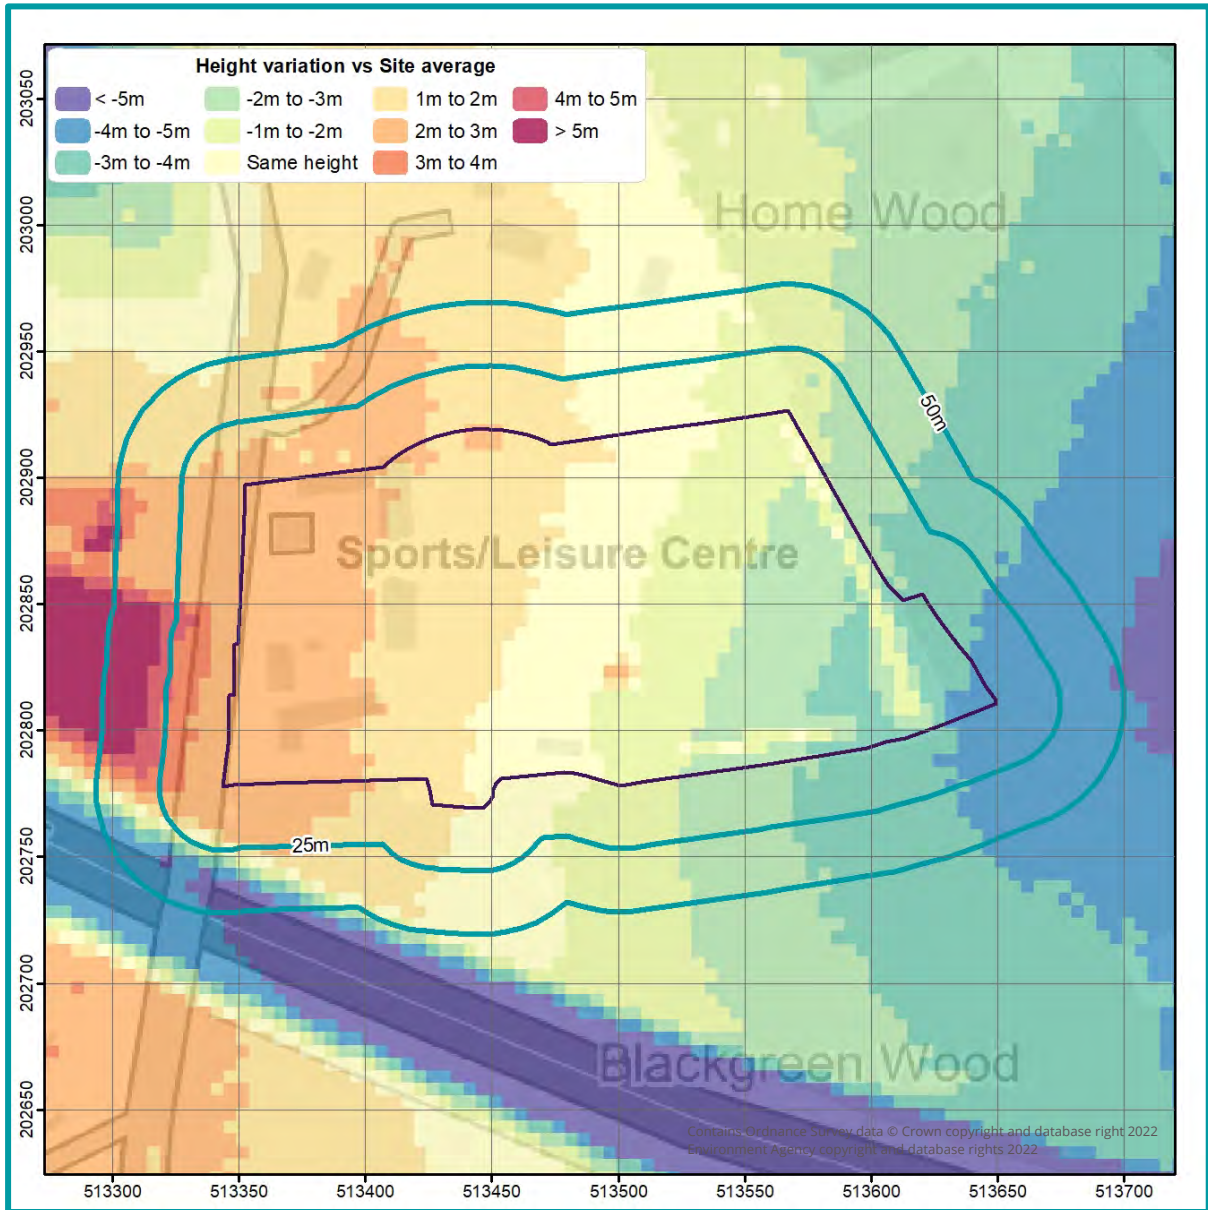 Height variation vs Site average
< -5m -2m to -3m 1m to 2m 4m to 5m
-4m to -5m -1m to -2m 2m to 3m > 5m
-3m to -4m Same height 3m to 4m
203050
203000
202950
202900
202850
202800
202750
202700
202650
Home Wood
50m
Sports/Leisure Centre
25m
Blackgreen Wood
Contains Ordnance Survey data © Crown copyright and database right 2022
Environment Agency copyright and database rights 2022
513300 513350 513400 513450 513500 513550 513600 513650 513700